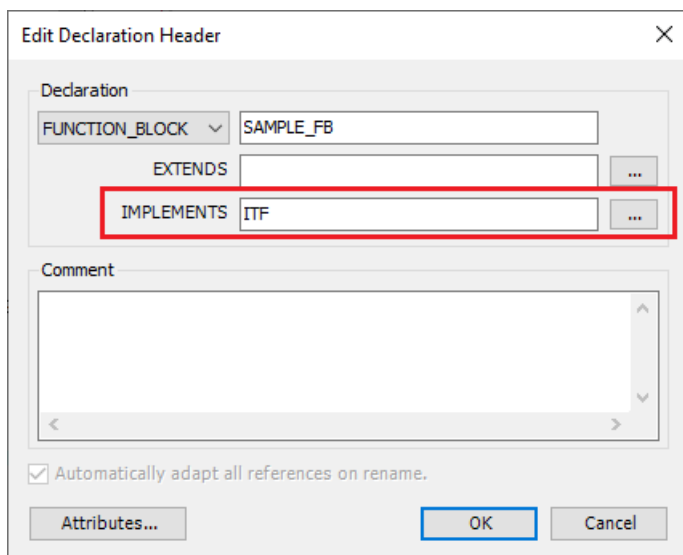 Edit Declaration Header
Declaration
FUNCTION_BLOCK SAMPLE_FB
EXTENDS ...
IMPLEMENTS ITF ...
Comment
Automatically adapt all references on rename.
Attributes... OK Cancel